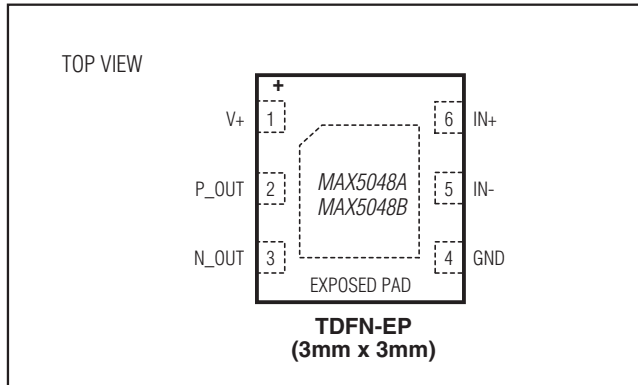 TOP VIEW
+
V+ 1
6 IN+
P_OUT 2
MAX5048A
MAX5048B
5 IN-
N_OUT 3
4 GND
EXPOSED PAD
TDFN-EP
(3mm x 3mm)